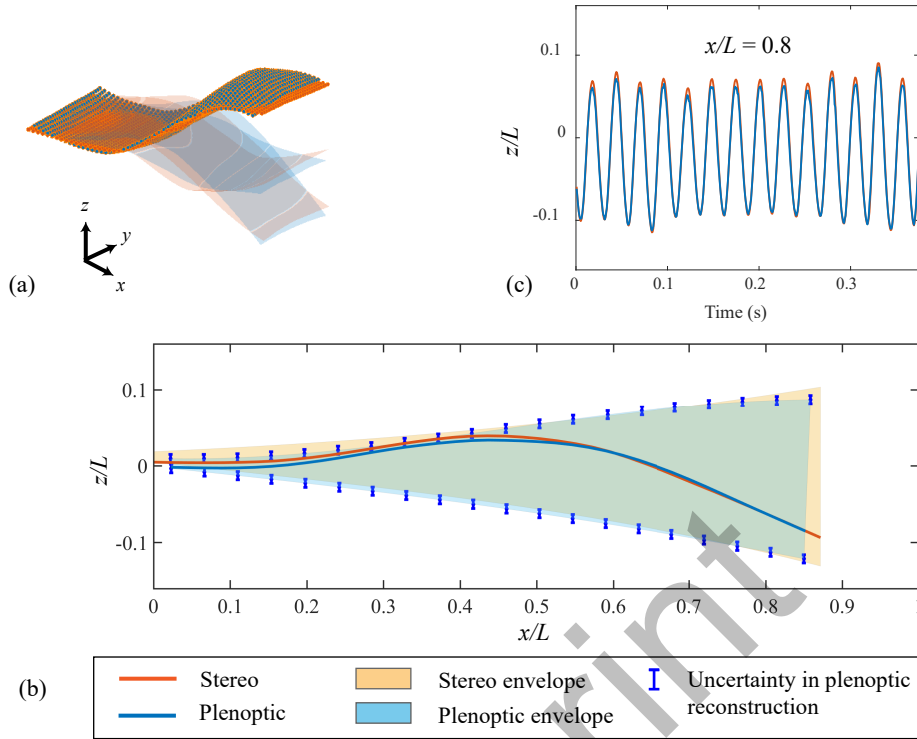 x/L = 0.8
0.1
0
-0.1
z/L
0
0.1
0.2
0.3
Time (s)
(c)
z
y
x
(a)
0.1
0
-0.1
z/L
0
0.1
0.2
0.3
0.4
0.5
0.6
0.7
0.8
0.9
1
x/L
rint
(b)
Stereo
Plenoptic
Stereo envelope
Plenoptic envelope
Uncertainty in plenoptic
reconstruction